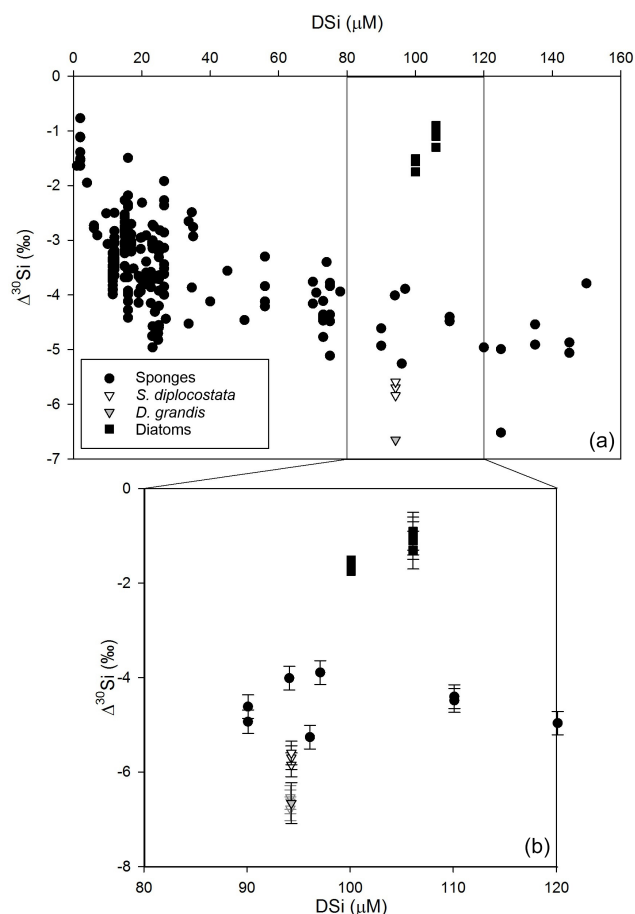 DSi (μM)
0 20 40 60 80 100 120 140 160
0
-1
-2
-3
-4
-5
-6
-7
Δ30Si (‰)
Sponges
S. diplocostata
D. grandis
Diatoms
(a)
0
-2
-4
-6
-8
Δ30Si (‰)
(b)
80 90 100 110 120
DSi (μM)